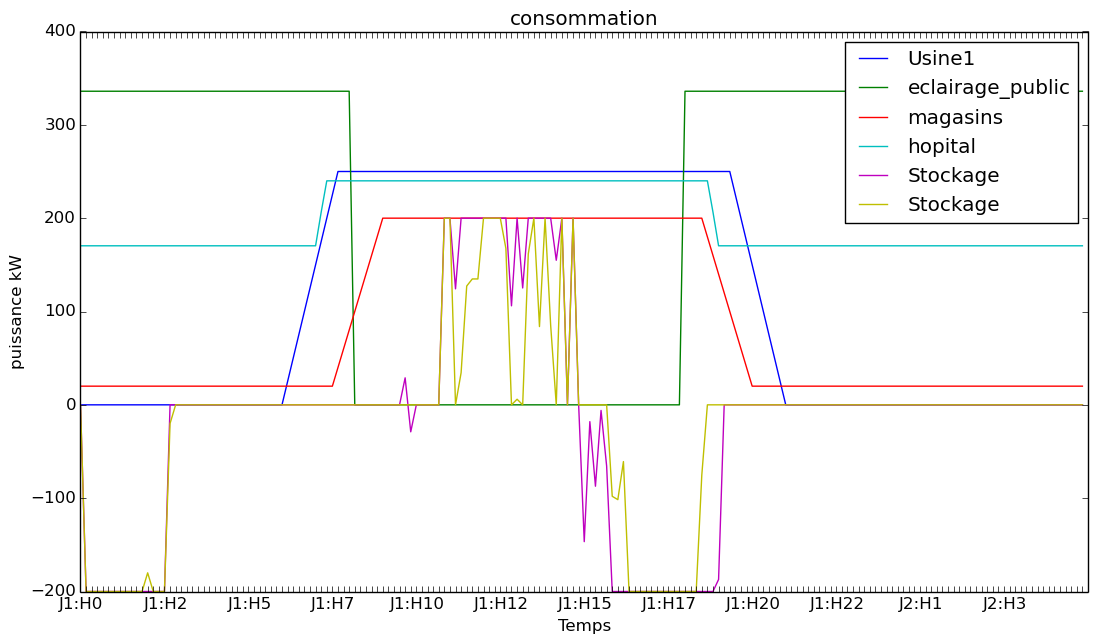 consommation
400
300
200
100
0
−100
−200
puissance kW
Usine1
eclairage_public
magasins
hopital
Stockage
Stockage
J1:H0 J1:H2 J1:H5 J1:H7 J1:H10 J1:H12 J1:H15 J1:H17 J1:H20 J1:H22 J2:H1 J2:H3
Temps